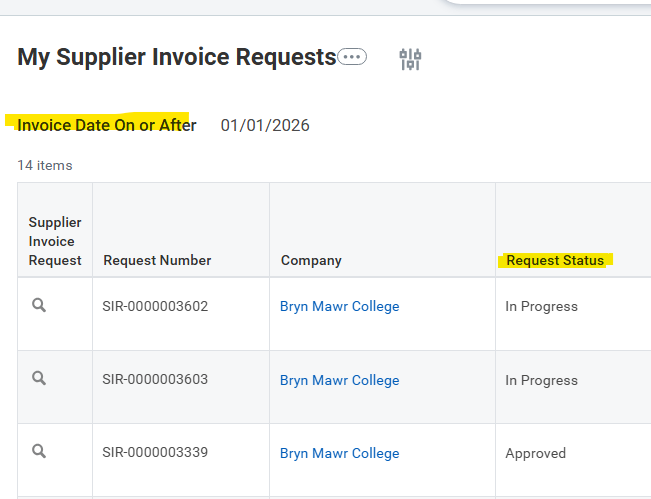 My Supplier Invoice Requests
Invoice Date On or After 01/01/2026
14 items
Supplier
Invoice
Request Request Number Company Request Status
SIR-0000003602 Bryn Mawr College In Progress
SIR-0000003603 Bryn Mawr College In Progress
SIR-0000003339 Bryn Mawr College Approved